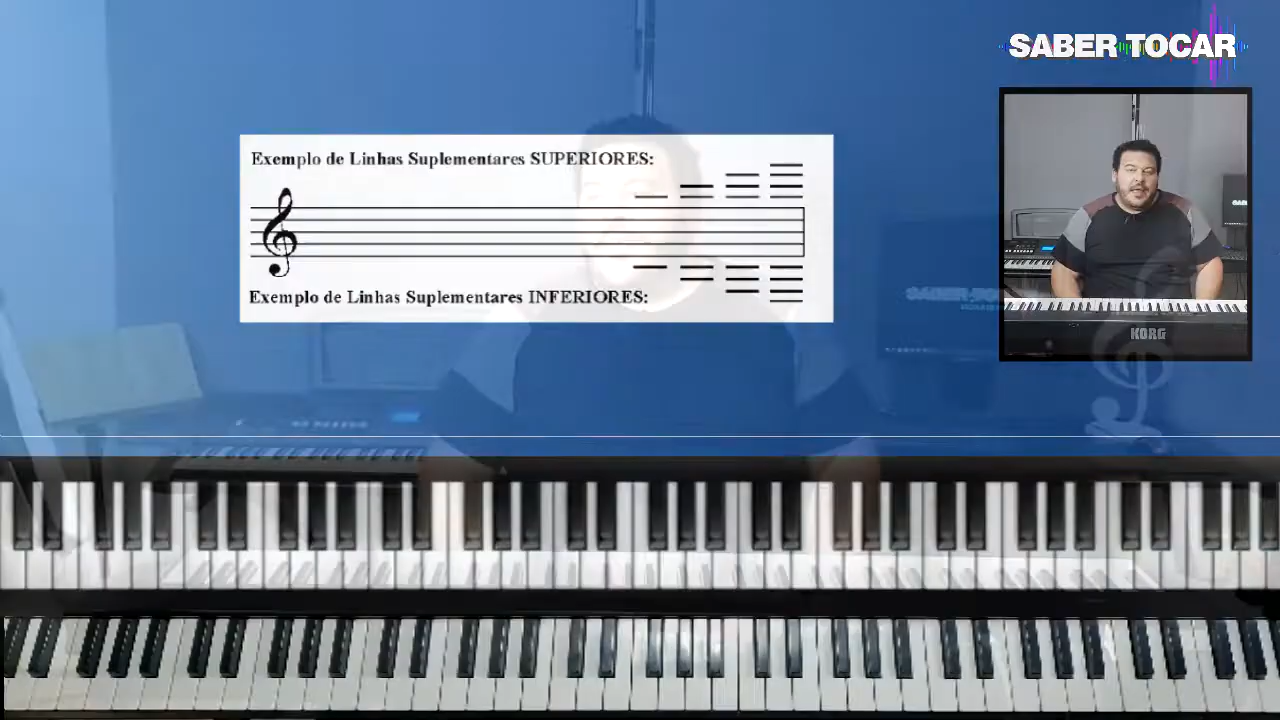 SABER TOCAR
Exemplo de Linhas Suplementares SUPERIORES:
Exemplo de Linhas Suplementares INFERIORES:
KORG